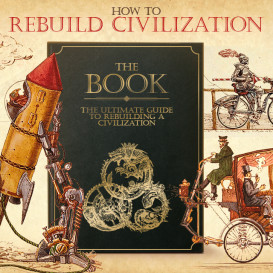 HOW TO
REBUILD CIVILIZATION
THE
BOOK
THE ULTIMATE GUIDE
TO REBUILDING A
CIVILIZATION